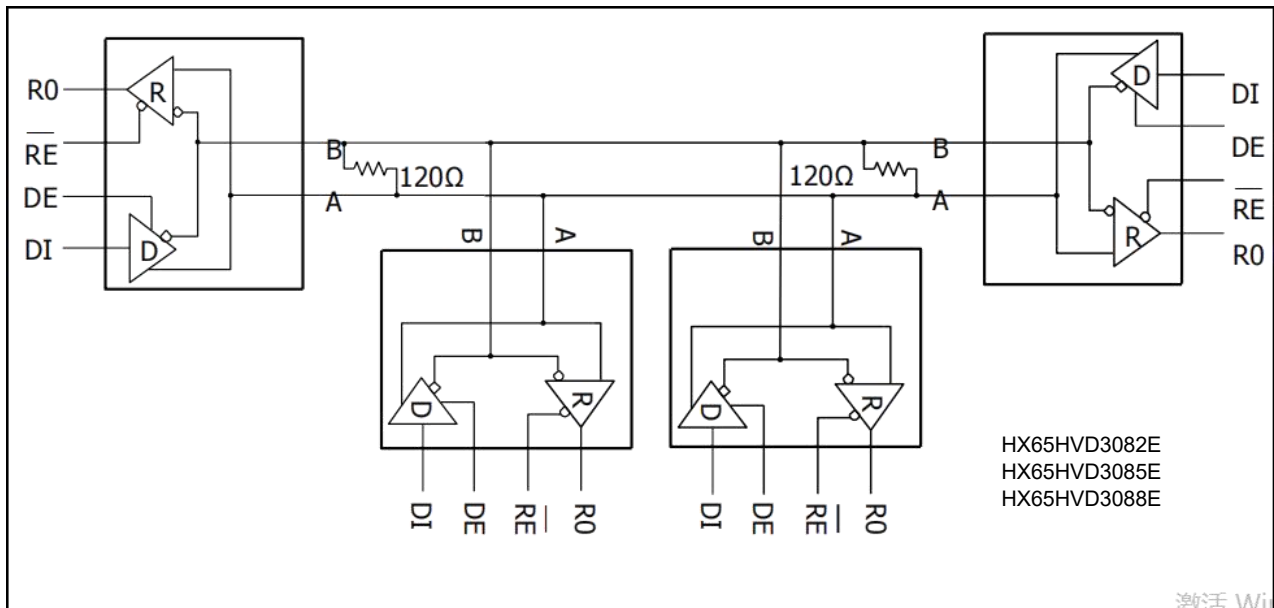 R0
R
RE
DE
DI
D
B
120Ω
A
120Ω
B
A
D
DI
DE
RE
R
R0
B
A
D
R
DI
DE
RE
R0
B
A
D
R
DI
DE
RE
R0
HX65HVD3082E
HX65HVD3085E
HX65HVD3088E
激活 Wi